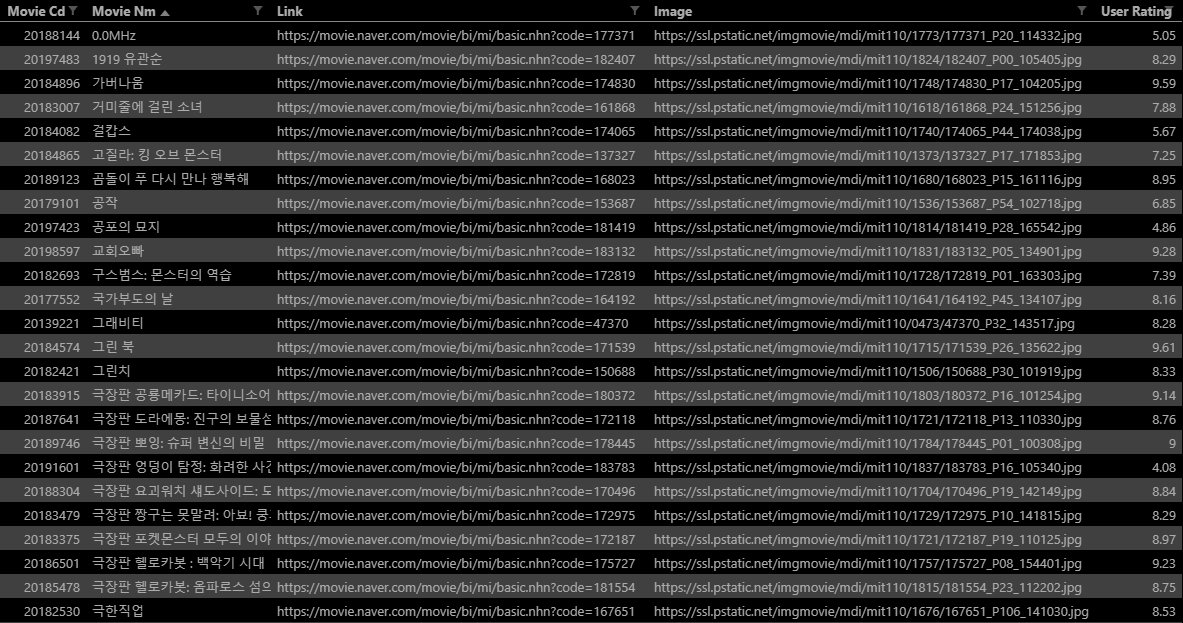 Movie Cd Movie Nm Link Image User Rating
20188144 0.0MHz https://movie.naver.com/movie/bi/mi/basic.nhn?code=177371 https://ssl.pstatic.net/imgmovie/mdi/mit110/1773/177371_P20_114332.jpg 5.05
20197483 1919 유관순 https://movie.naver.com/movie/bi/mi/basic.nhn?code=182407 https://ssl.pstatic.net/imgmovie/mdi/mit110/1824/182407_P00_105405.jpg 8.29
20184896 가버나움 https://movie.naver.com/movie/bi/mi/basic.nhn?code=174830 https://ssl.pstatic.net/imgmovie/mdi/mit110/1748/174830_P17_104205.jpg 9.59
20183007 거미줄에 걸린 소녀 https://movie.naver.com/movie/bi/mi/basic.nhn?code=161868 https://ssl.pstatic.net/imgmovie/mdi/mit110/1618/161868_P24_151256.jpg 7.88
20184082 걸캅스 https://movie.naver.com/movie/bi/mi/basic.nhn?code=174065 https://ssl.pstatic.net/imgmovie/mdi/mit110/1740/174065_P44_174038.jpg 5.67
20184865 고질라: 킹 오브 몬스터 https://movie.naver.com/movie/bi/mi/basic.nhn?code=137327 https://ssl.pstatic.net/imgmovie/mdi/mit110/1373/137327_P17_171853.jpg 7.25
20189123 곰돌이 푸 다시 만나 행복해 https://movie.naver.com/movie/bi/mi/basic.nhn?code=168023 https://ssl.pstatic.net/imgmovie/mdi/mit110/1680/168023_P15_161116.jpg 8.95
20179101 공작 https://movie.naver.com/movie/bi/mi/basic.nhn?code=153687 https://ssl.pstatic.net/imgmovie/mdi/mit110/1536/153687_P54_102718.jpg 6.85
20197423 공포의 묘지 https://movie.naver.com/movie/bi/mi/basic.nhn?code=181419 https://ssl.pstatic.net/imgmovie/mdi/mit110/1814/181419_P28_165542.jpg 4.86
20198597 교회오빠 https://movie.naver.com/movie/bi/mi/basic.nhn?code=183132 https://ssl.pstatic.net/imgmovie/mdi/mit110/1831/183132_P05_134901.jpg 9.28
20182693 구스범스: 몬스터의 역습 https://movie.naver.com/movie/bi/mi/basic.nhn?code=172819 https://ssl.pstatic.net/imgmovie/mdi/mit110/1728/172819_P01_163303.jpg 7.39
20177552 국가부도의 날 https://movie.naver.com/movie/bi/mi/basic.nhn?code=164192 https://ssl.pstatic.net/imgmovie/mdi/mit110/1641/164192_P45_134107.jpg 8.16
20139221 그래비티 https://movie.naver.com/movie/bi/mi/basic.nhn?code=47370 https://ssl.pstatic.net/imgmovie/mdi/mit110/0473/47370_P32_143517.jpg 8.28
20184574 그린 북 https://movie.naver.com/movie/bi/mi/basic.nhn?code=171539 https://ssl.pstatic.net/imgmovie/mdi/mit110/1715/171539_P26_135622.jpg 9.61
20182421 그린치 https://movie.naver.com/movie/bi/mi/basic.nhn?code=150688 https://ssl.pstatic.net/imgmovie/mdi/mit110/1506/150688_P30_101919.jpg 8.33
20183915 극장판 공룡메카드: 타이니소어 https://movie.naver.com/movie/bi/mi/basic.nhn?code=180372 https://ssl.pstatic.net/imgmovie/mdi/mit110/1803/180372_P16_101254.jpg 9.14
20187641 극장판 도라에몽: 진구의 보물섬 https://movie.naver.com/movie/bi/mi/basic.nhn?code=172118 https://ssl.pstatic.net/imgmovie/mdi/mit110/1721/172118_P13_110330.jpg 8.76
20189746 극장판 뽀잉: 슈퍼 변신의 비밀 https://movie.naver.com/movie/bi/mi/basic.nhn?code=178445 https://ssl.pstatic.net/imgmovie/mdi/mit110/1784/178445_P01_100308.jpg 9
20191601 극장판 엉덩이 탐정: 화려한 https://movie.naver.com/movie/bi/mi/basic.nhn?code=183783 https://ssl.pstatic.net/imgmovie/mdi/mit110/1837/183783_P16_105340.jpg 4.08
20188304 극장판 요괴워치 섀도사이드: https://movie.naver.com/movie/bi/mi/basic.nhn?code=170496 https://ssl.pstatic.net/imgmovie/mdi/mit110/1704/170496_P19_142149.jpg 8.84
20183479 극장판 짱구는 못말려: 아뵤! https://movie.naver.com/movie/bi/mi/basic.nhn?code=172975 https://ssl.pstatic.net/imgmovie/mdi/mit110/1729/172975_P10_141815.jpg 8.29
20183375 극장판 포켓몬스터 모두의 이야 https://movie.naver.com/movie/bi/mi/basic.nhn?code=172187 https://ssl.pstatic.net/imgmovie/mdi/mit110/1721/172187_P19_110125.jpg 8.97
20186501 극장판 헬로카봇 : 백악기 시대 https://movie.naver.com/movie/bi/mi/basic.nhn?code=175727 https://ssl.pstatic.net/imgmovie/mdi/mit110/1757/175727_P08_154401.jpg 9.23
20185478 극장판 헬로카봇: 옴파로스 섬의 https://movie.naver.com/movie/bi/mi/basic.nhn?code=181554 https://ssl.pstatic.net/imgmovie/mdi/mit110/1815/181554_P23_112202.jpg 8.75
20182530 극한직업 https://movie.naver.com/movie/bi/mi/basic.nhn?code=167651 https://ssl.pstatic.net/imgmovie/mdi/mit110/1676/167651_P106_141030.jpg 8.53